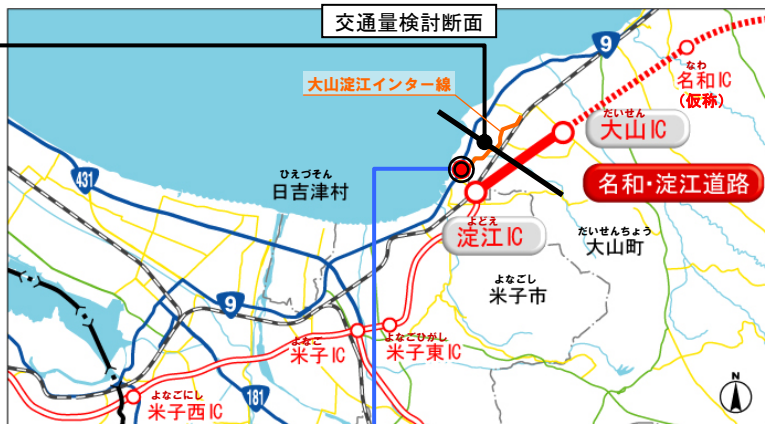 交通量検討断面
9
なわ
名和IC
(仮称)
大山淀江インター線
だいせん
大山IC
431
ひえづそん
日吉津村
名和・淀江道路
よどえ
淀江IC
だいせんちょう
大山町
よなごし
米子市
9
よなご
米子IC
よなごひがし
米子東IC
N
よなごにし
米子西IC
181